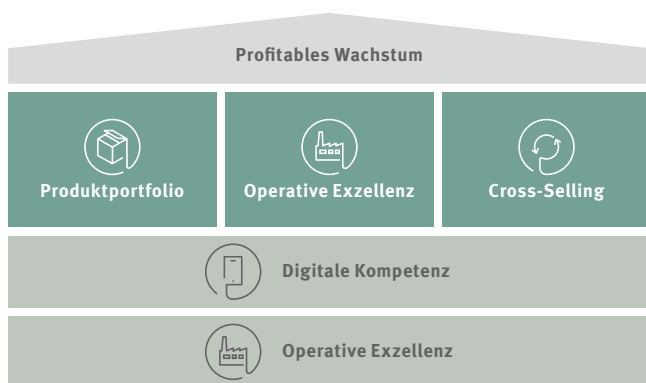 Profitables Wachstum
Produktportfolio
Operative Exzellenz
Cross-Selling
Digitale Kompetenz
Operative Exzellenz